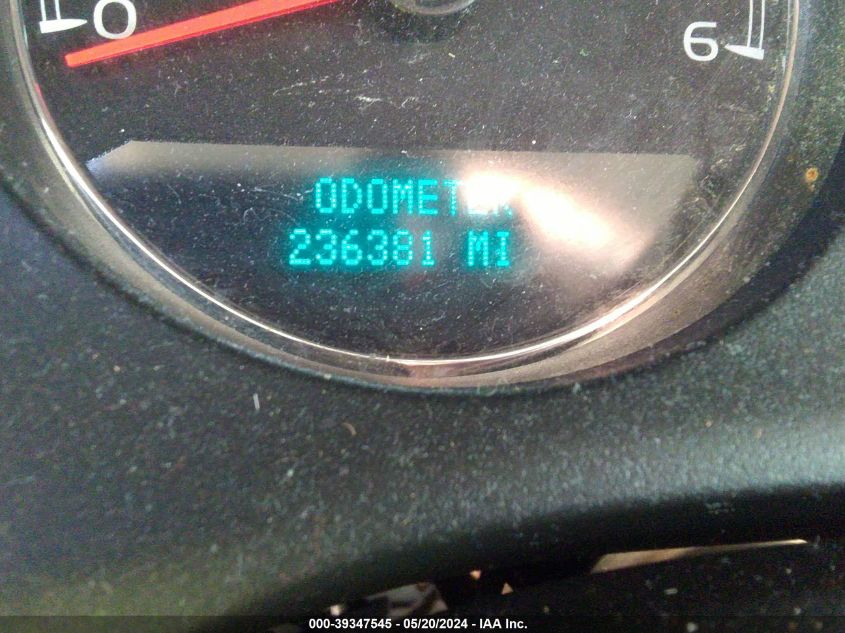 0 6
ODOMETER
236381 MI
000-39347545 - 05/20/2024 - IAA Inc.